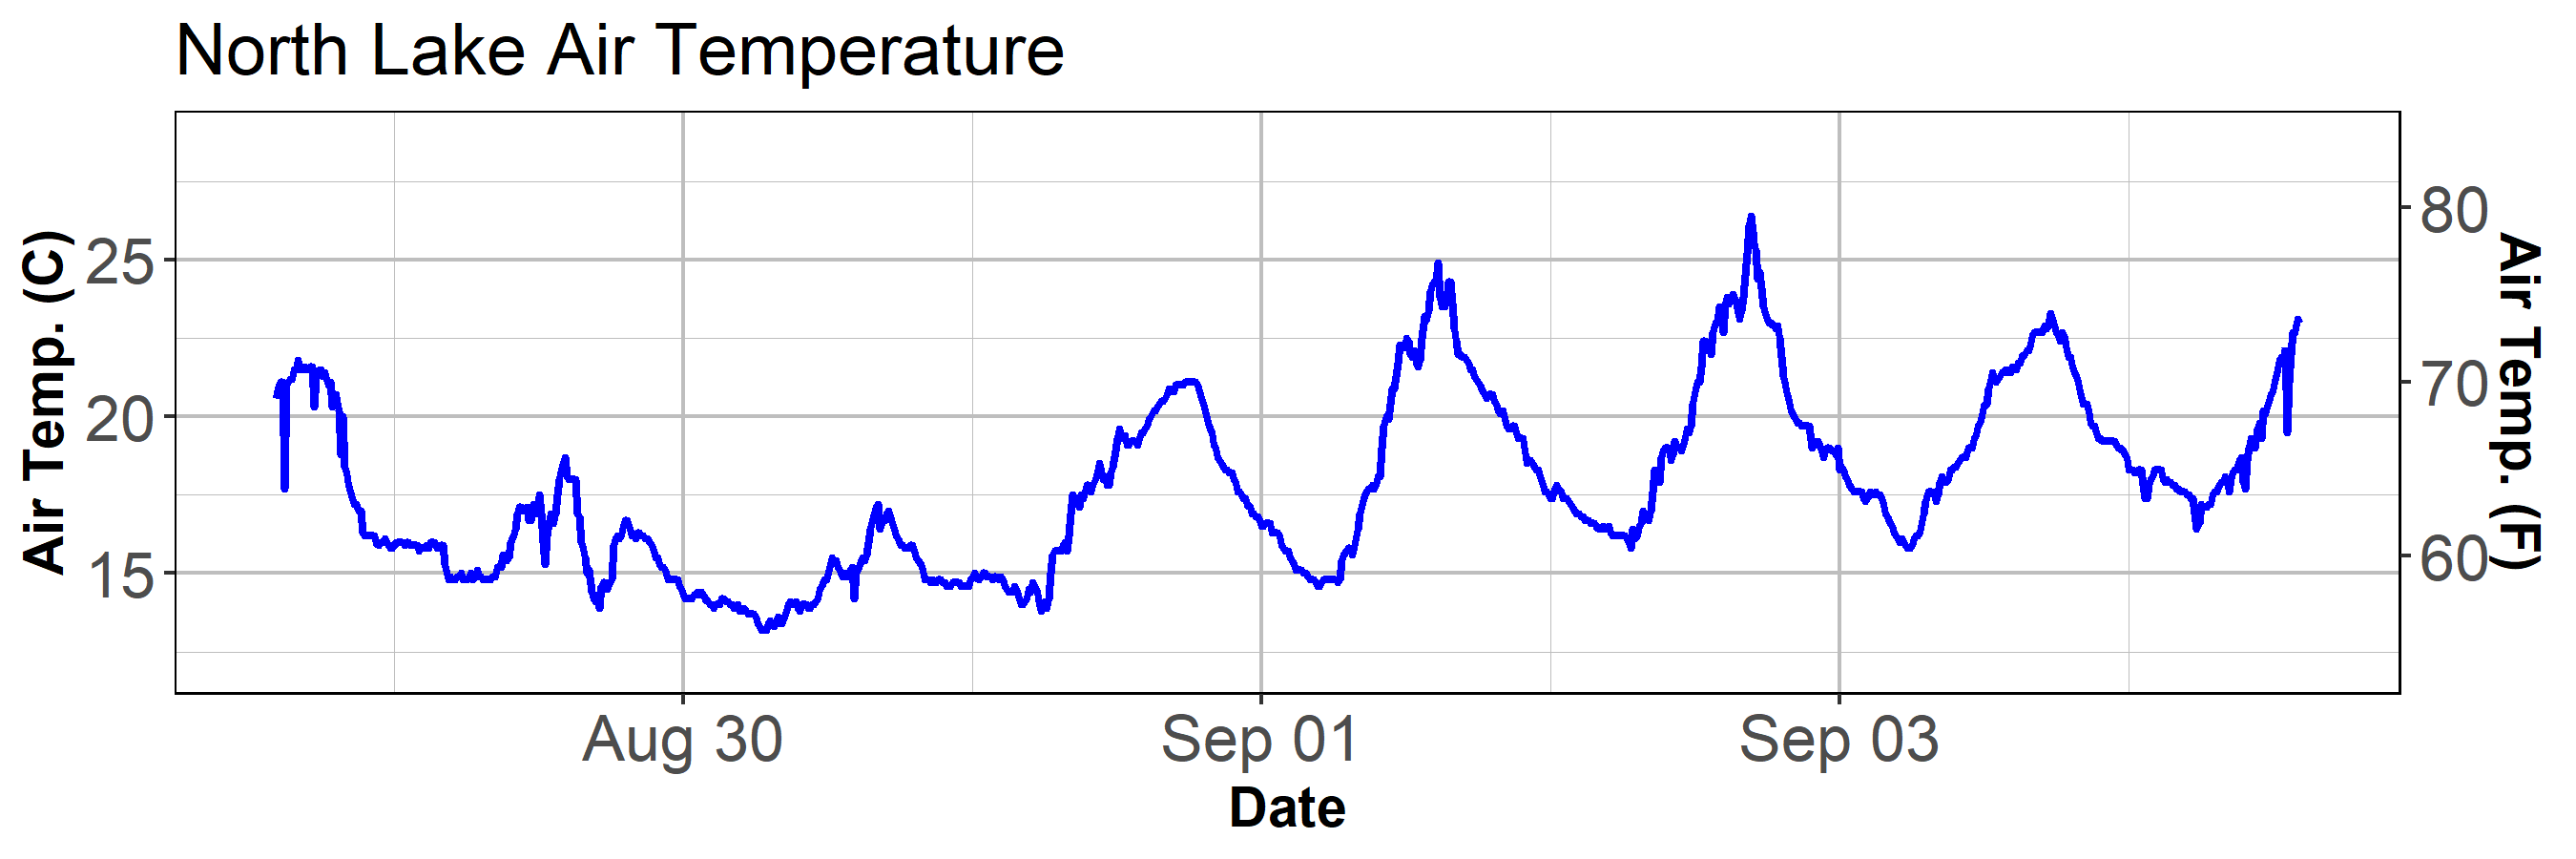 North Lake Air Temperature
Air Temp. (C)
25
20
15
80
70
60
Air Temp. (F)
Aug 30 Sep 01 Sep 03
Date